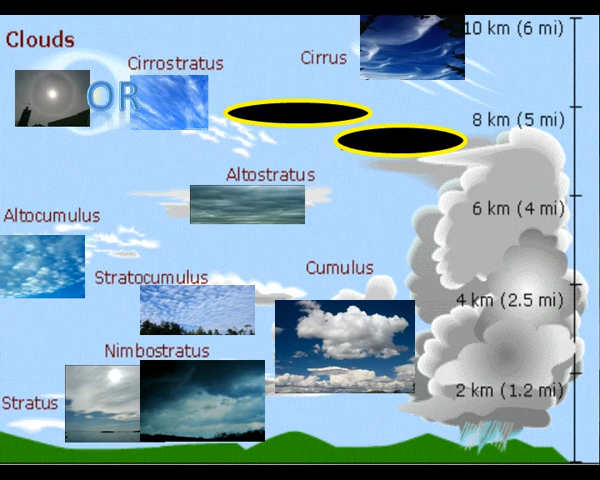 Clouds
10 km (6 mi)
Cirrus
Cirrostratus
OR
8 km (5 mi)
Altostratus
6 km (4 mi)
Altocumulus
Cumulus
Stratocumulus
4 km (2.5 mi)
Nimbostratus
2 km (1.2 mi)
Stratus